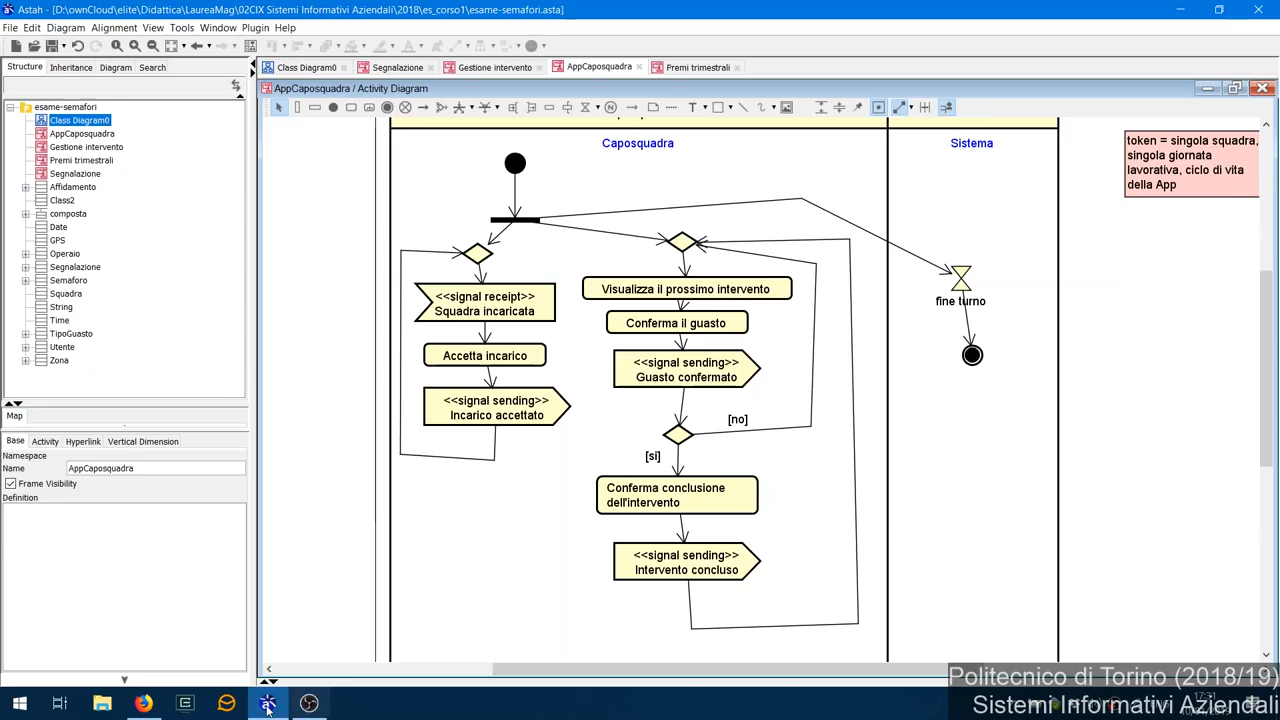 Astah - [D:\ownCloud\elite\Didattica\LaureaMag\02CIX Sistemi Informativi Aziendali\2018\es_corso1\esame-semafori.asta]
File Edit Diagram Alignment View Tools Window Plugin Help
Structure Inheritance Diagram Search
Class Diagram0 Segnalazione Gestione intervento AppCaposquadra Premi trimestrali
AppCaposquadra / Activity Diagram
esame-semafori
Class Diagram0
AppCaposquadra
Gestione intervento
Premi trimestrali
Segnalazione
Affidamento
Class2
composta
Date
GPS
Operaio
Segnalazione
Semaforo
Squadra
String
Time
TipoGuasto
Utente
Zona
Map
Base Activity Hyperlink Vertical Dimension
Namespace
Name AppCaposquadra
Frame Visibility
Definition
Caposquadra
Sistema
token = singola squadra,
singola giornata
lavorativa, ciclo di vita
della App
<<signal receipt>>
Squadra incaricata
Accetta incarico
<<signal sending>>
Incarico accettato
Visualizza il prossimo intervento
Conferma il guasto
<<signal sending>>
Guasto confermato
[no]
[si]
Conferma conclusione
dell'intervento
<<signal sending>>
Intervento concluso
fine turno
Politecnico di Torino (2018/19)
17:31
Sistemi Informativi Aziendali